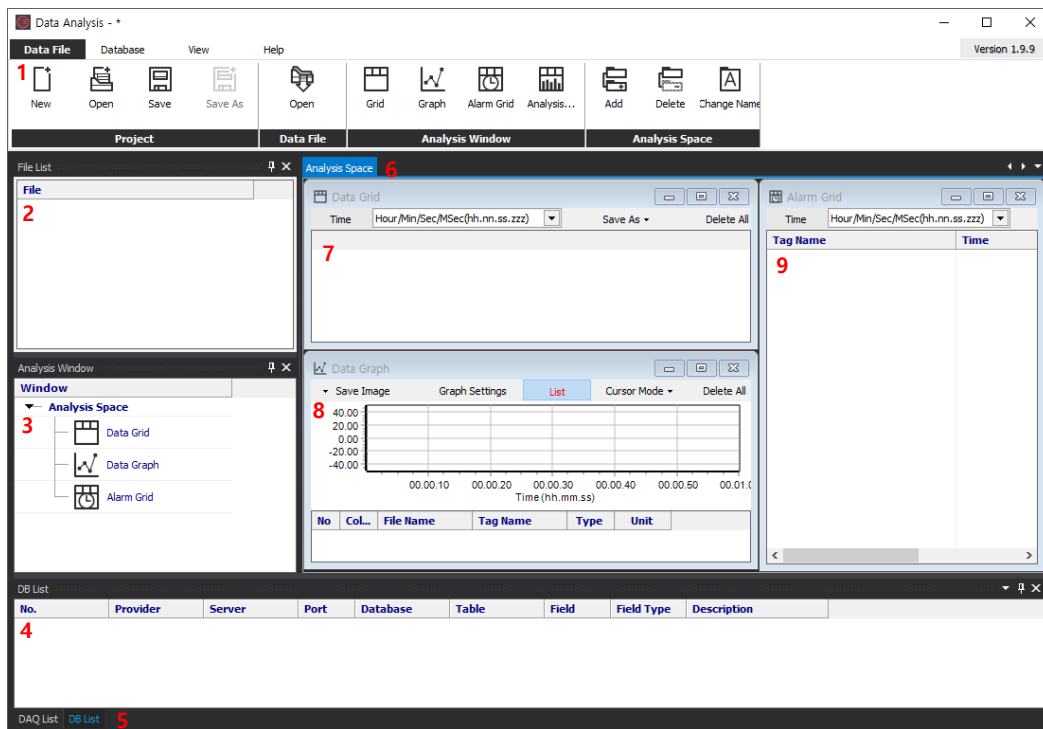 Data Analysis - *
Data File Database View Help Version 1.9.9
1
New Open Save Save As Open Grid Graph Alarm Grid Analysis... Add Delete Change Name
Project Data File Analysis Window Analysis Space
File List
File
2
Analysis Window
Window
Analysis Space
3
Data Grid
Data Graph
Alarm Grid
Analysis Space 6
Data Grid
Time Hour/Min/Sec/MSec(hh.nn.ss.zzz) Save As Delete All
7
Data Graph
Save Image Graph Settings List Cursor Mode Delete All
8
40.00
20.00
0.00
-20.00
-40.00
00.00.10 00.00.20 00.00.30 00.00.40 00.00.50 00.01.0
Time(hh.mm.ss)
No Col... File Name Tag Name Type Unit
Alarm Grid
Time Hour/Min/Sec/MSec(hh.nn.ss.zzz)
Tag Name Time
9
DB List
No. Provider Server Port Database Table Field Field Type Description
4
DAQ List DB List 5